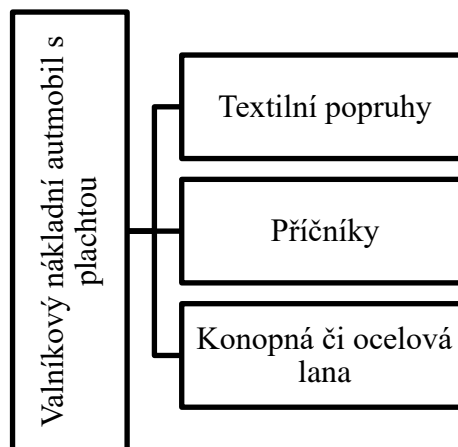 Valníkový nákladní autmobil s
plachtou
Textilní popruhy
Příčníky
Konopná či ocelová
lana